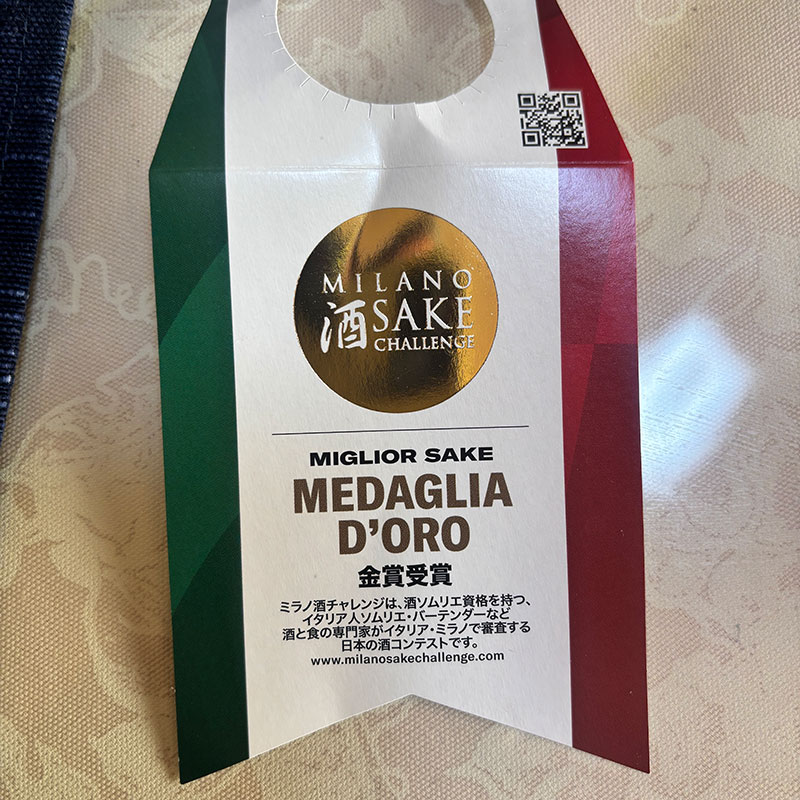 MILANO
酒 SAKE
CHALLENGE
MIGLIOR SAKE
MEDAGLIA
D'ORO
金賞受賞
ミラノ酒チャレンジは、酒ソムリエ資格を持つ、
イタリア人ソムリエ・バーテンダーなど
酒と食の専門家がイタリア・ミラノで審査する
日本の酒コンテストです。
www.milanosakechallenge.com